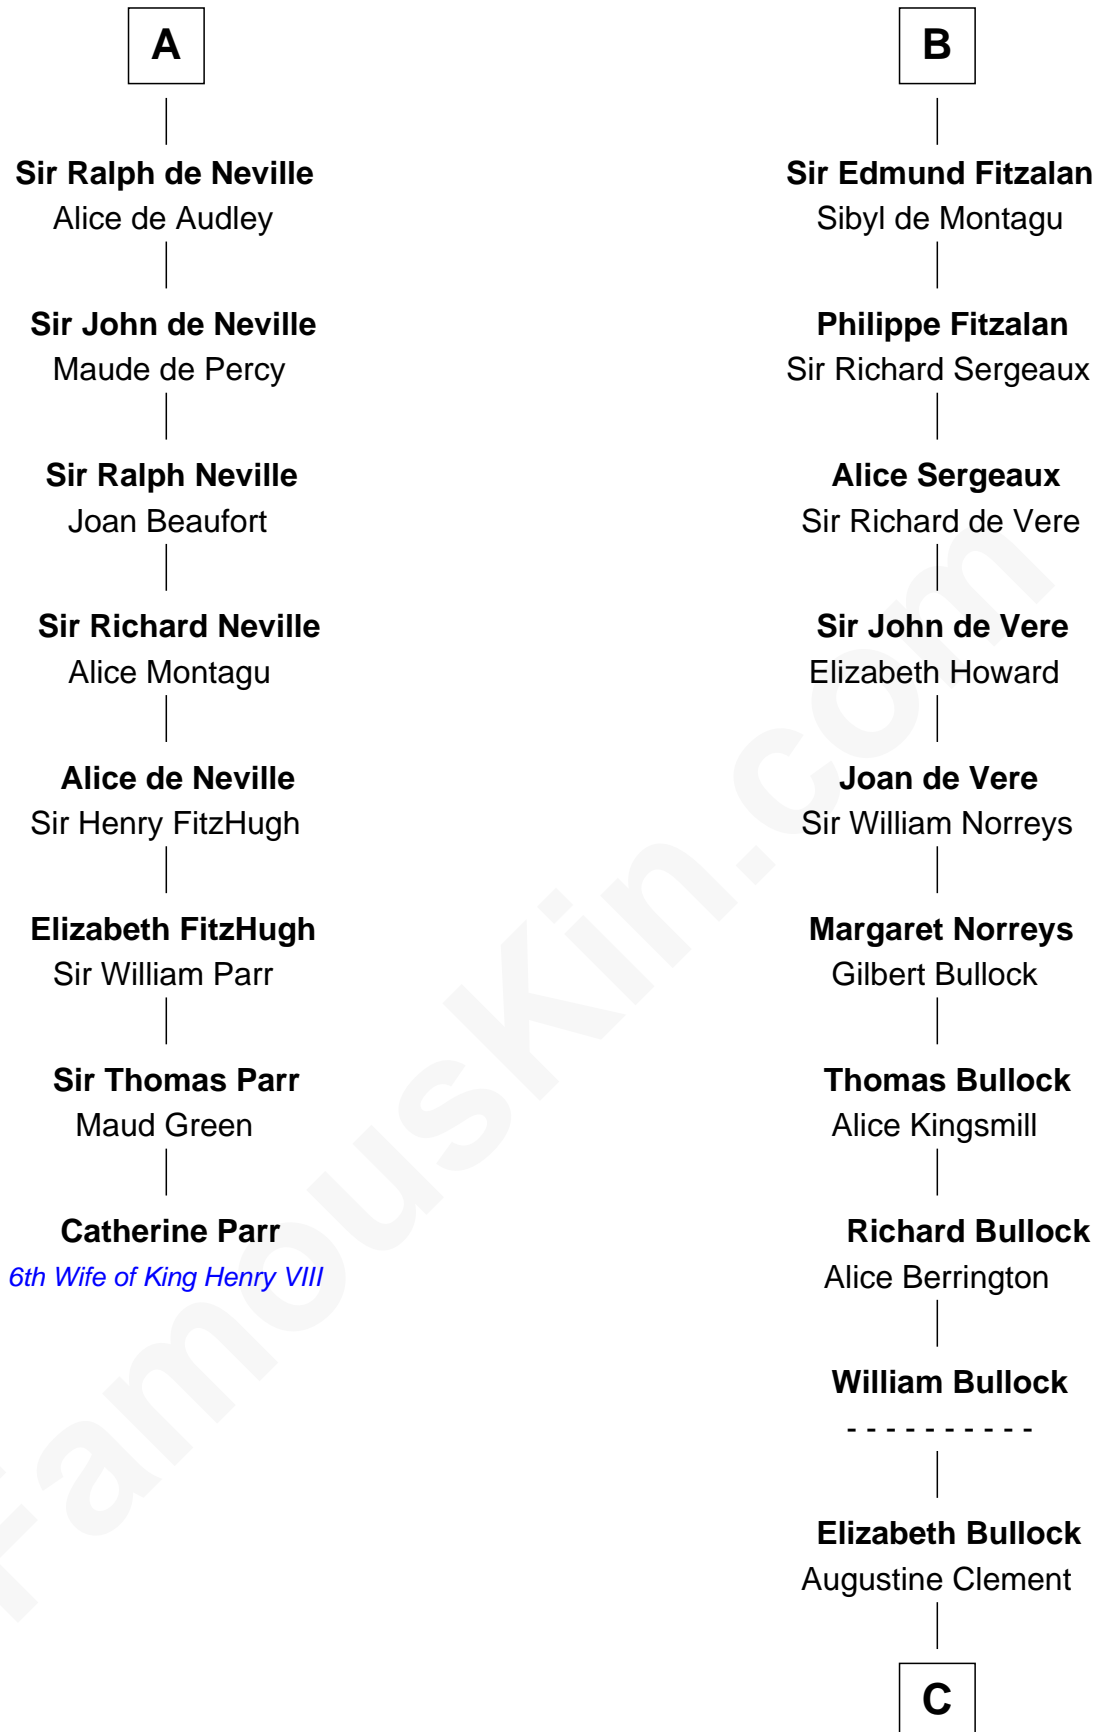 A
Sir Ralph de Neville
Alice de Audley
Sir John de Neville
Maude de Percy
Sir Ralph Neville
Joan Beaufort
Sir Richard Neville
Alice Montagu
Alice de Neville
Sir Henry FitzHugh
Elizabeth FitzHugh
Sir William Parr
Sir Thomas Parr
Maud Green
Catherine Parr
6th Wife of King Henry VIII
B
Sir Edmund Fitzalan
Sibyl de Montagu
Philippe Fitzalan
Sir Richard Sergeaux
Alice Sergeaux
Sir Richard de Vere
Sir John de Vere
Elizabeth Howard
Joan de Vere
Sir William Norreys
Margaret Norreys
Gilbert Bullock
Thomas Bullock
Alice Kingsmill
Richard Bullock
Alice Berrington
William Bullock
- - - - - - - - - -
Elizabeth Bullock
Augustine Clement
C
FamousKin.com